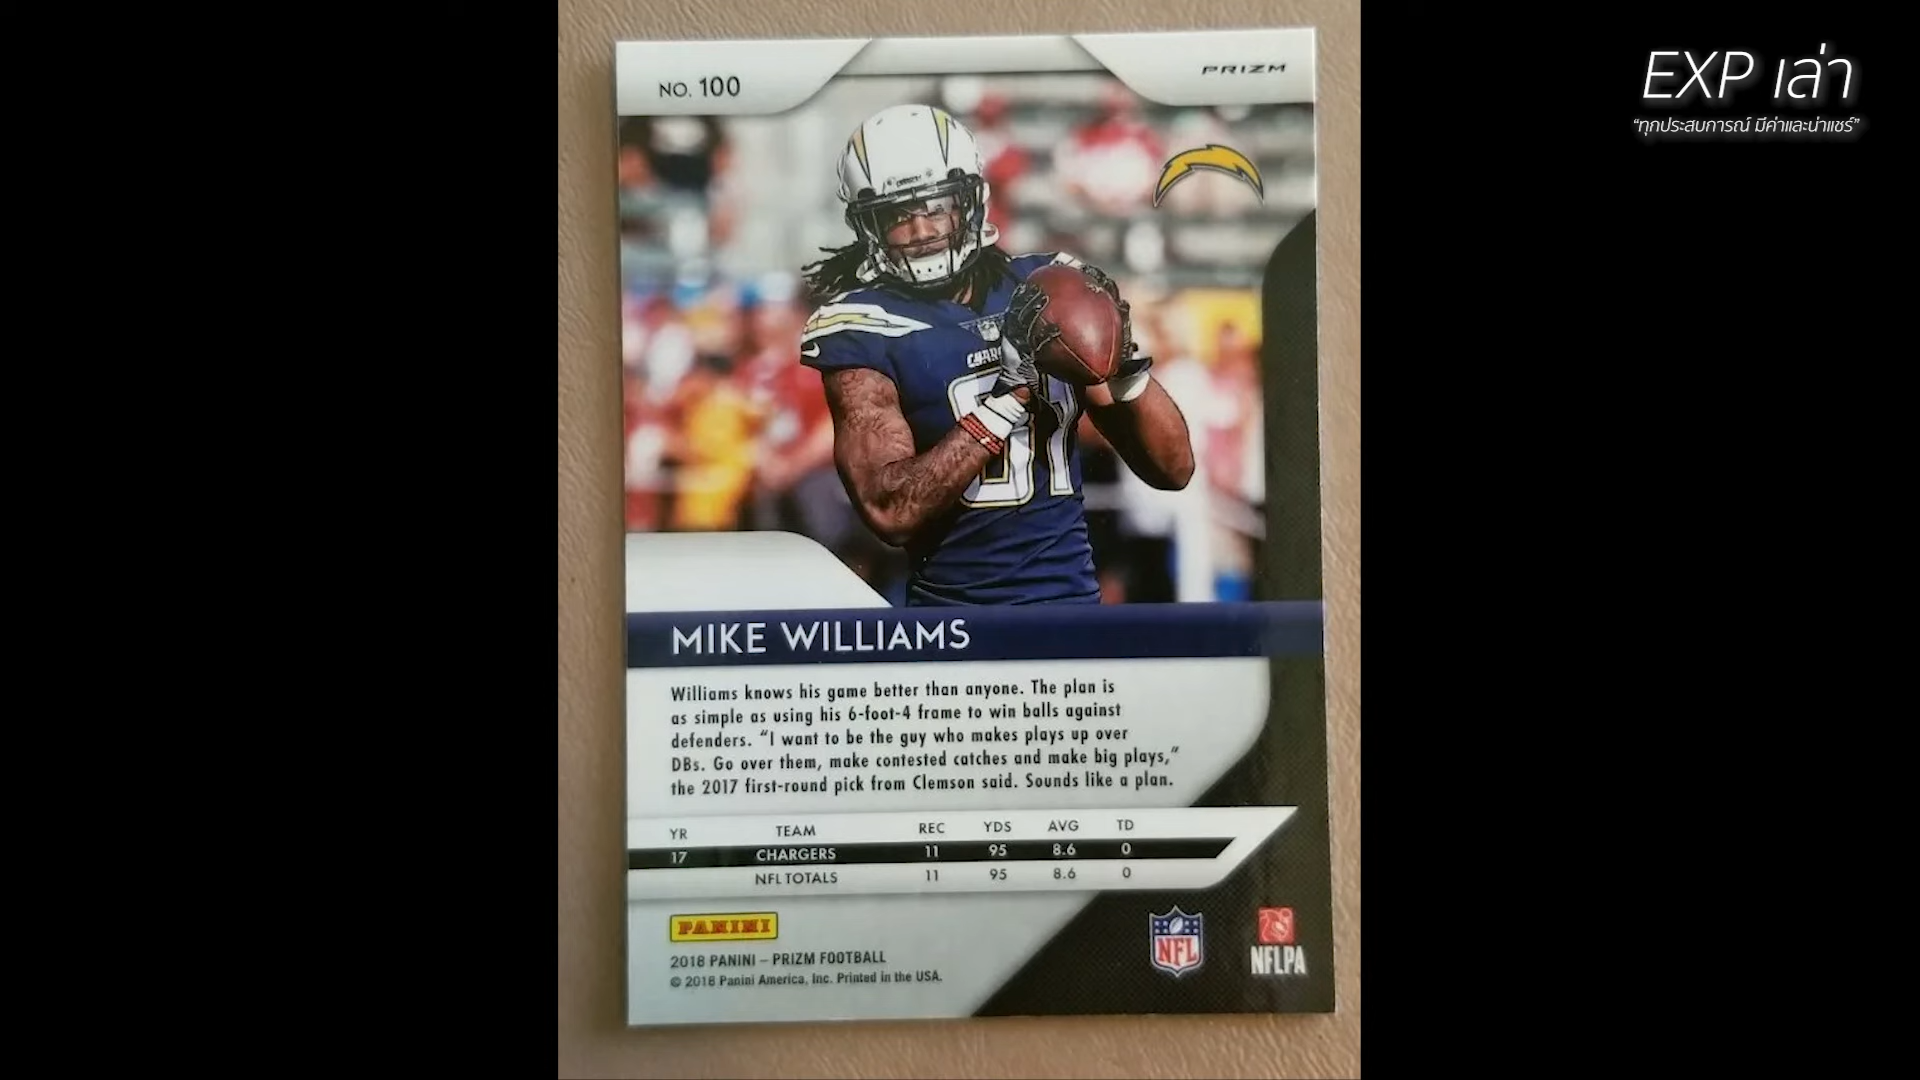 EXP เล่า
“ทุกประสบการณ์ มีค่าและน่าแชร์”
NO. 100
PRIZM
81
MIKE WILLIAMS
Williams knows his game better than anyone. The plan is
as simple as using his 6-foot-4 frame to win balls against
defenders. “I want to be the guy who makes plays up over
DBs. Go over them, make contested catches and make big plays,”
the 2017 first-round pick from Clemson said. Sounds like a plan.
YR TEAM REC YDS AVG TD
17 CHARGERS 11 95 8.6 0
NFL TOTALS 11 95 8.6 0
PANINI
2018 PANINI – PRIZM FOOTBALL
© 2018 Panini America, Inc. Printed in the USA.
NFL
NFLPA